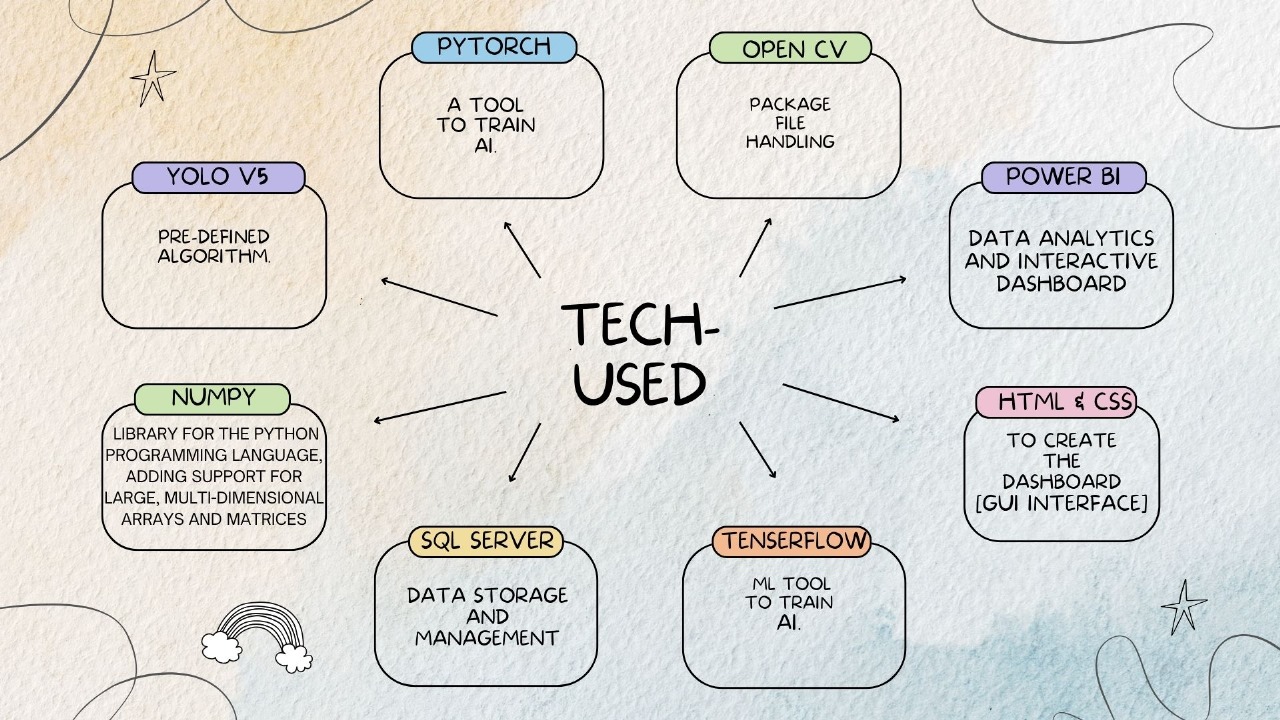 PYTORCH
A TOOL
TO TRAIN
AI.
OPEN CV
PACKAGE
FILE
HANDLING
YOLO V5
PRE-DEFINED
ALGORITHM.
POWER BI
DATA ANALYTICS
AND INTERACTIVE
DASHBOARD
TECH-
USED
NUMPY
LIBRARY FOR THE PYTHON
PROGRAMMING LANGUAGE,
ADDING SUPPORT FOR
LARGE, MULTI-DIMENSIONAL
ARRAYS AND MATRICES
HTML & CSS
TO CREATE
THE
DASHBOARD
[GUI INTERFACE]
SQL SERVER
DATA STORAGE
AND
MANAGEMENT
TENSERFLOW
ML TOOL
TO TRAIN
AI.